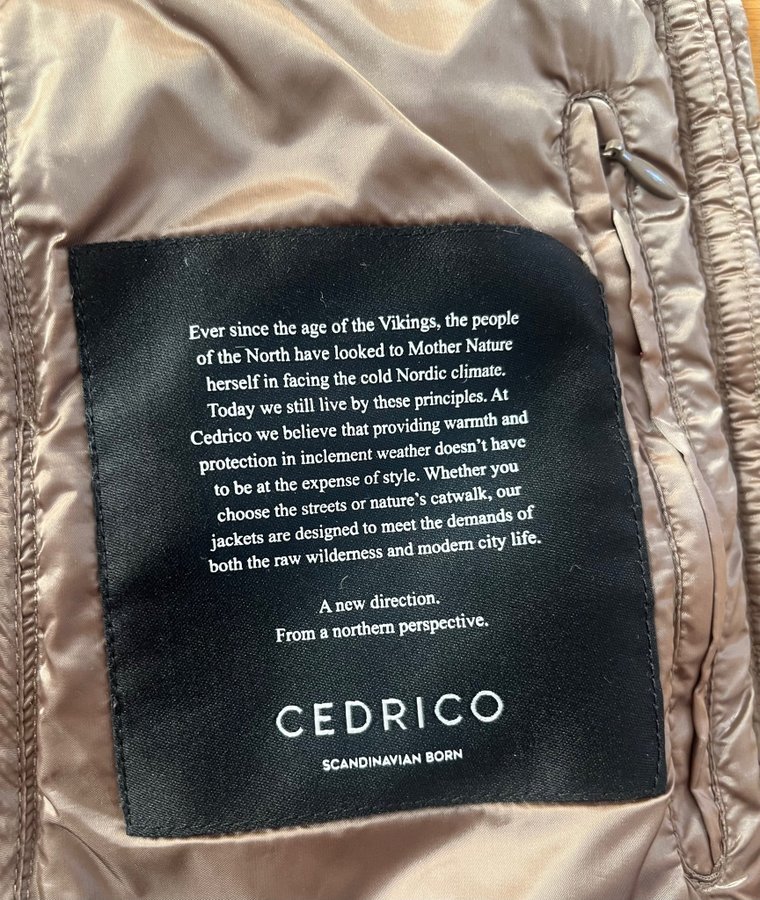 Ever since the age of the Vikings, the people
of the North have looked to Mother Nature
herself in facing the cold Nordic climate.
Today we still live by these principles. At
Cedrico we believe that providing warmth and
protection in inclement weather doesn’t have
to be at the expense of style. Whether you
choose the streets or nature’s catwalk, our
jackets are designed to meet the demands of
both the raw wilderness and modern city life.
A new direction.
From a northern perspective.
CEDRICO
SCANDINAVIAN BORN